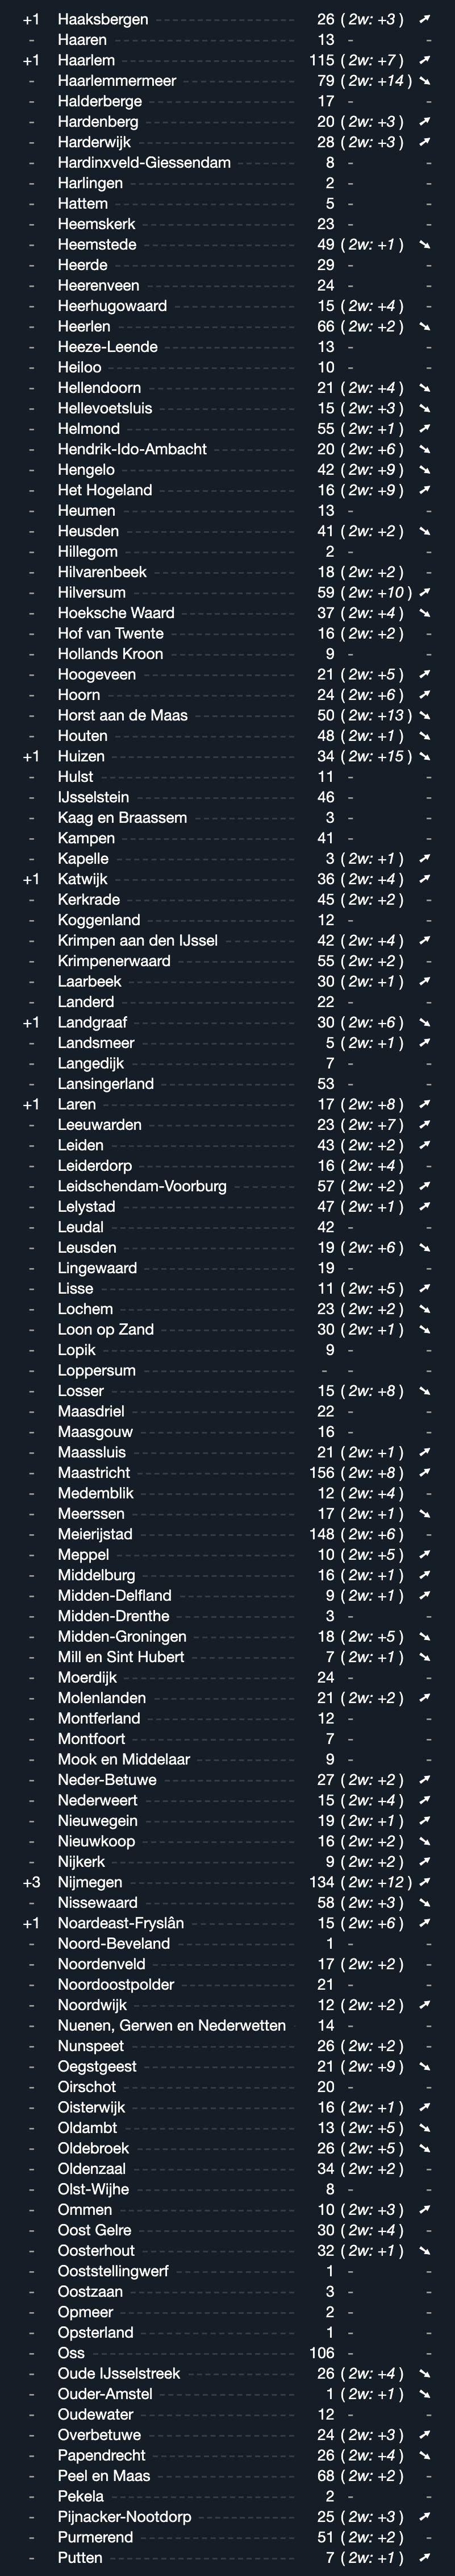 +1 Haaksbergen 26 (2w: +3) ➚
- Haaren 13 - -
+1 Haarlem 115 (2w: +7) ➚
- Haarlemmermeer 79 (2w: +14) ➘
- Halderberge 17 - -
- Hardenberg 20 (2w: +3) ➚
- Harderwijk 28 (2w: +3) ➚
- Hardinxveld-Giessendam 8 - -
- Harlingen 2 - -
- Hattem 5 - -
- Heemskerk 23 - -
- Heemstede 49 (2w: +1) ➘
- Heerde 29 - -
- Heerenveen 24 - -
- Heerhugowaard 15 (2w: +4) -
- Heerlen 66 (2w: +2) ➘
- Heeze-Leende 13 - -
- Heiloo 10 - -
- Hellendoorn 21 (2w: +4) ➘
- Hellevoetsluis 15 (2w: +3) ➘
- Helmond 55 (2w: +1) ➚
- Hendrik-Ido-Ambacht 20 (2w: +6) ➘
- Hengelo 42 (2w: +9) ➘
- Het Hogeland 16 (2w: +9) ➚
- Heumen 13 - -
- Heusden 41 (2w: +2) ➘
- Hillegom 2 - -
- Hilvarenbeek 18 (2w: +2) -
- Hilversum 59 (2w: +10) ➚
- Hoeksche Waard 37 (2w: +4) ➘
- Hof van Twente 16 (2w: +2) -
- Hollands Kroon 9 - -
- Hoogeveen 21 (2w: +5) ➚
- Hoorn 24 (2w: +6) ➚
- Horst aan de Maas 50 (2w: +13) ➘
- Houten 48 (2w: +1) ➘
+1 Huizen 34 (2w: +15) ➘
- Hulst 11 - -
- IJsselstein 46 - -
- Kaag en Braassem 3 - -
- Kampen 41 - -
- Kapelle 3 (2w: +1) ➚
+1 Katwijk 36 (2w: +4) ➚
- Kerkrade 45 (2w: +2) -
- Koggenland 12 - -
- Krimpen aan den IJssel 42 (2w: +4) ➚
- Krimpenerwaard 55 (2w: +2) -
- Laarbeek 30 (2w: +1) ➚
- Landerd 22 - -
+1 Landgraaf 30 (2w: +6) ➘
- Landsmeer 5 (2w: +1) ➚
- Langedijk 7 - -
- Lansingerland 53 - -
+1 Laren 17 (2w: +8) ➚
- Leeuwarden 23 (2w: +7) ➚
- Leiden 43 (2w: +2) ➚
- Leiderdorp 16 (2w: +4) -
- Leidschendam-Voorburg 57 (2w: +2) ➚
- Lelystad 47 (2w: +1) ➚
- Leudal 42 - -
- Leusden 19 (2w: +6) ➘
- Lingewaard 19 - -
- Lisse 11 (2w: +5) ➚
- Lochem 23 (2w: +2) ➘
- Loon op Zand 30 (2w: +1) ➘
- Lopik 9 - -
- Loppersum - - -
- Losser 15 (2w: +8) ➘
- Maasdriel 22 - -
- Maasgouw 16 - -
- Maassluis 21 (2w: +1) ➚
- Maastricht 156 (2w: +8) ➚
- Medemblik 12 (2w: +4) -
- Meerssen 17 (2w: +1) ➘
- Meierijstad 148 (2w: +6) -
- Meppel 10 (2w: +5) ➚
- Middelburg 16 (2w: +1) ➚
- Midden-Delfland 9 (2w: +1) ➚
- Midden-Drenthe 3 - -
- Midden-Groningen 18 (2w: +5) ➘
- Mill en Sint Hubert 7 (2w: +1) ➘
- Moerdijk 24 - -
- Molenlanden 21 (2w: +2) ➚
- Montferland 12 - -
- Montfoort 7 - -
- Mook en Middelaar 9 - -
- Neder-Betuwe 27 (2w: +2) ➚
- Nederweert 15 (2w: +4) ➚
- Nieuwegein 19 (2w: +1) ➚
- Nieuwkoop 16 (2w: +2) ➘
- Nijkerk 9 (2w: +2) ➚
+3 Nijmegen 134 (2w: +12) ➚
- Nissewaard 58 (2w: +3) ➘
+1 Noardeast-Fryslân 15 (2w: +6) ➚
- Noord-Beveland 1 - -
- Noordenveld 17 (2w: +2) -
- Noordoostpolder 21 - -
- Noordwijk 12 (2w: +2) ➚
- Nuenen, Gerwen en Nederwetten 14 - -
- Nunspeet 26 (2w: +2) -
- Oegstgeest 21 (2w: +9) ➘
- Oirschot 20 - -
- Oisterwijk 16 (2w: +1) ➚
- Oldambt 13 (2w: +5) ➘
- Oldebroek 26 (2w: +5) ➘
- Oldenzaal 34 (2w: +2) -
- Olst-Wijhe 8 - -
- Ommen 10 (2w: +3) ➚
- Oost Gelre 30 (2w: +4) -
- Oosterhout 32 (2w: +1) ➘
- Ooststellingwerf 1 - -
- Oostzaan 3 - -
- Opmeer 2 - -
- Opsterland 1 - -
- Oss 106 - -
- Oude IJsselstreek 26 (2w: +4) ➘
- Ouder-Amstel 1 (2w: +1) ➘
- Oudewater 12 - -
- Overbetuwe 24 (2w: +3) ➚
- Papendrecht 26 (2w: +4) ➘
- Peel en Maas 68 (2w: +2) -
- Pekela 2 - -
- Pijnacker-Nootdorp 25 (2w: +3) ➚
- Purmerend 51 (2w: +2) -
- Putten 7 (2w: +1) ➚